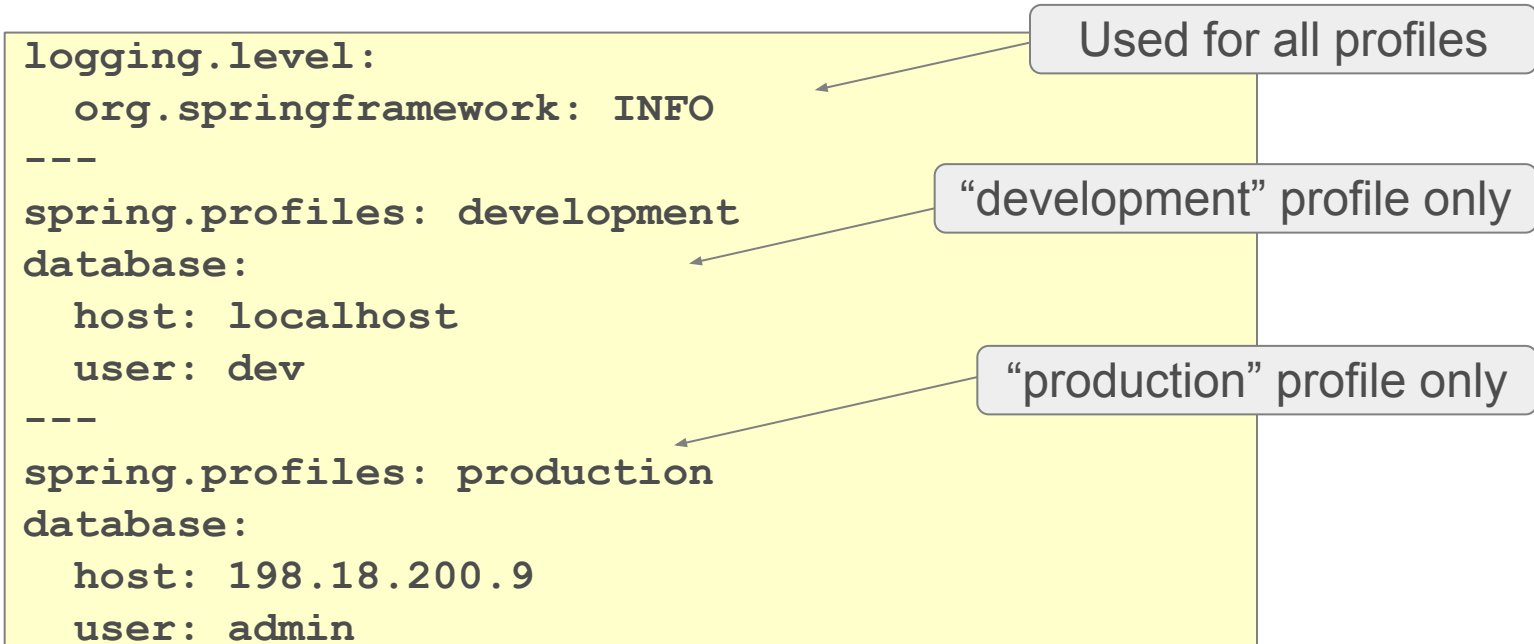 Used for all profiles
logging.level:
  org.springframework: INFO
---
“development” profile only
spring.profiles: development
database:
  host: localhost
  user: dev
---
“production” profile only
spring.profiles: production
database:
  host: 198.18.200.9
  user: admin